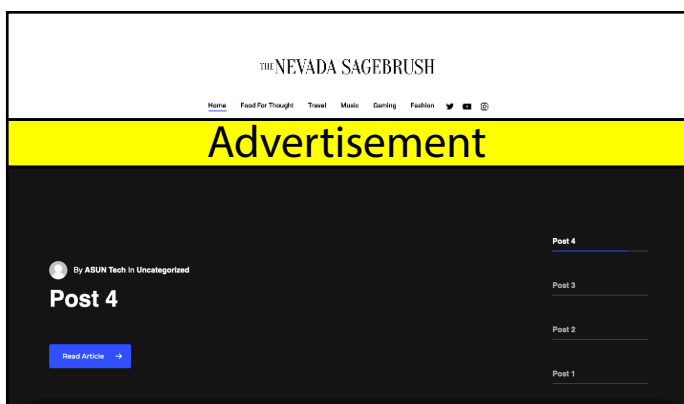 THE NEVADA SAGEBRUSH
Home Food For Thought Travel Music Gaming Fashion
Advertisement
Post 4
By ASUN Tech In Uncategorized
Post 3
Post 4
Post 2
Read Article →
Post 1